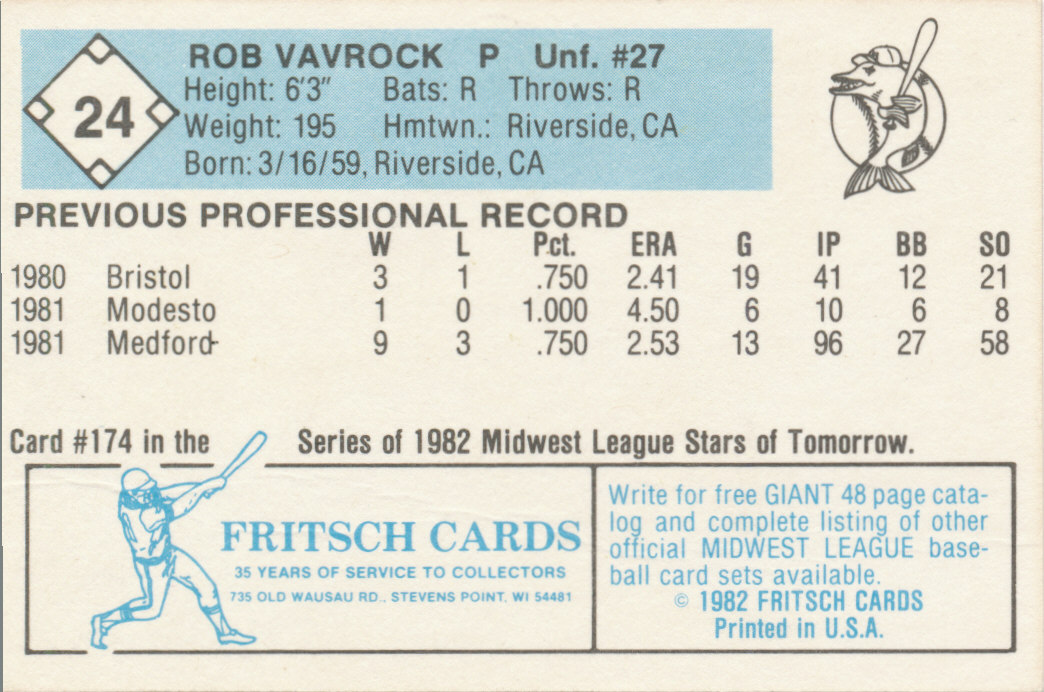 24
ROB VAVROCK P Unf. #27
Height: 6'3" Bats: R Throws: R
Weight: 195 Hmtwn.: Riverside, CA
Born: 3/16/59, Riverside, CA
PREVIOUS PROFESSIONAL RECORD
W L Pct. ERA G IP BB SO
1980 Bristol 3 1 .750 2.41 19 41 12 21
1981 Modesto 1 0 1.000 4.50 6 10 6 8
1981 Medford 9 3 .750 2.53 13 96 27 58
Card #174 in the Series of 1982 Midwest League Stars of Tomorrow.
FRITSCH CARDS
35 YEARS OF SERVICE TO COLLECTORS
735 OLD WAUSAU RD., STEVENS POINT, WI 54481
Write for free GIANT 48 page cata-
log and complete listing of other
official MIDWEST LEAGUE base-
ball card sets available.
© 1982 FRITSCH CARDS
Printed in U.S.A.